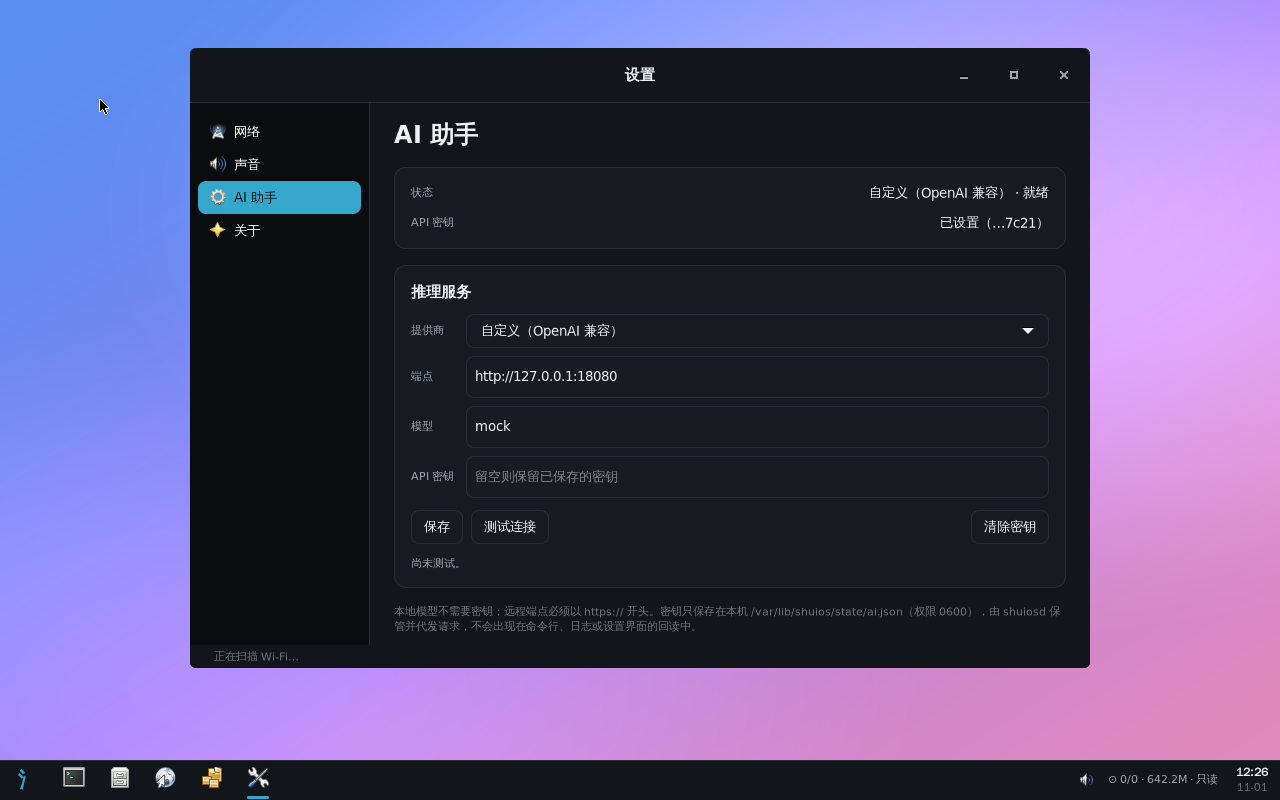 设置
网络
声音
AI 助手
关于
AI 助手
状态
自定义（OpenAI 兼容） · 就绪
API 密钥
已设置（…7c21）
推理服务
提供商
自定义（OpenAI 兼容）
端点
http://127.0.0.1:18080
模型
mock
API 密钥
留空则保留已保存的密钥
保存
测试连接
清除密钥
尚未测试。
本地模型不需要密钥；远程端点必须以 https:// 开头。密钥只保存在本机 /var/lib/shuios/state/ai.json（权限 0600），由 shuiosd 保
管并代发请求，不会出现在命令行、日志或设置界面的回读中。
正在扫描 Wi-Fi…
⊙ 0/0 · 642.2M · 只读
12:26
11-01